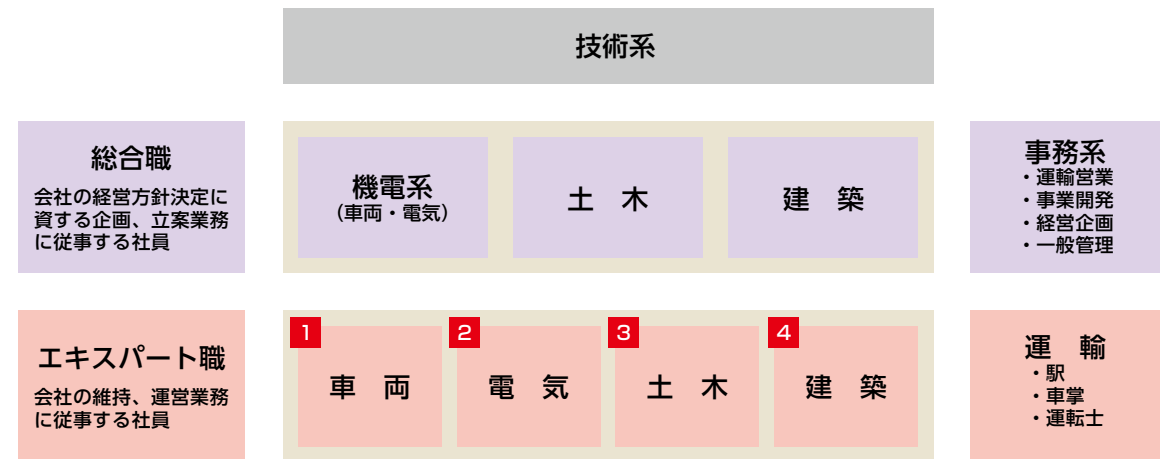 技術系
総合職
会社の経営方針決定に
資する企画、立案業務
に従事する社員
機電系
(車両・電気)
土　木
建　築
事務系
・運輸営業
・事業開発
・経営企画
・一般管理
エキスパート職
会社の維持、運営業務
に従事する社員
1
車　両
2
電　気
3
土　木
4
建　築
運　輸
・駅
・車掌
・運転士